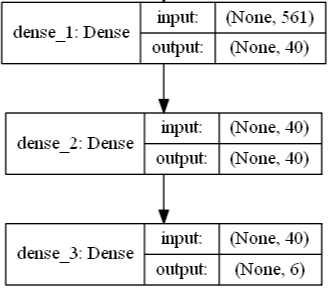 dense_1: Dense
input: (None, 561)
output: (None, 40)
dense_2: Dense
input: (None, 40)
output: (None, 40)
dense_3: Dense
input: (None, 40)
output: (None, 6)